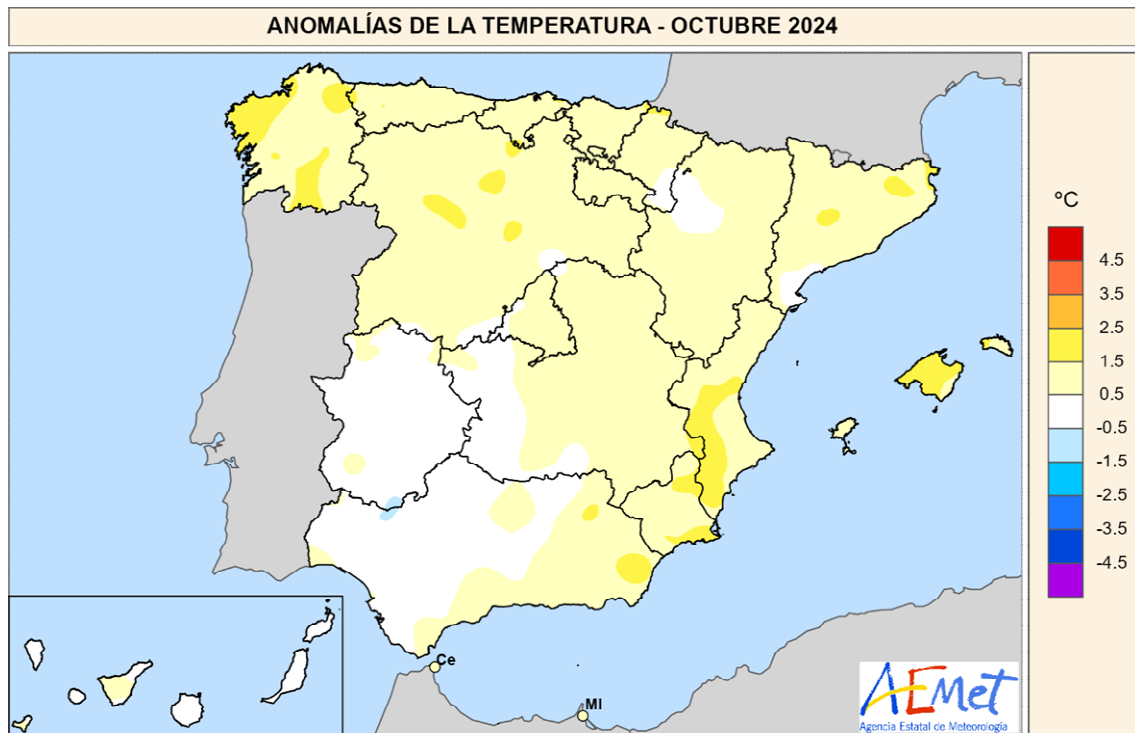 ANOMALÍAS DE LA TEMPERATURA - OCTUBRE 2024
ºC
4.5
3.5
2.5
1.5
0.5
-0.5
-1.5
-2.5
-3.5
-4.5
Ce
Ml
AEMet
Agencia Estatal de Meteorología